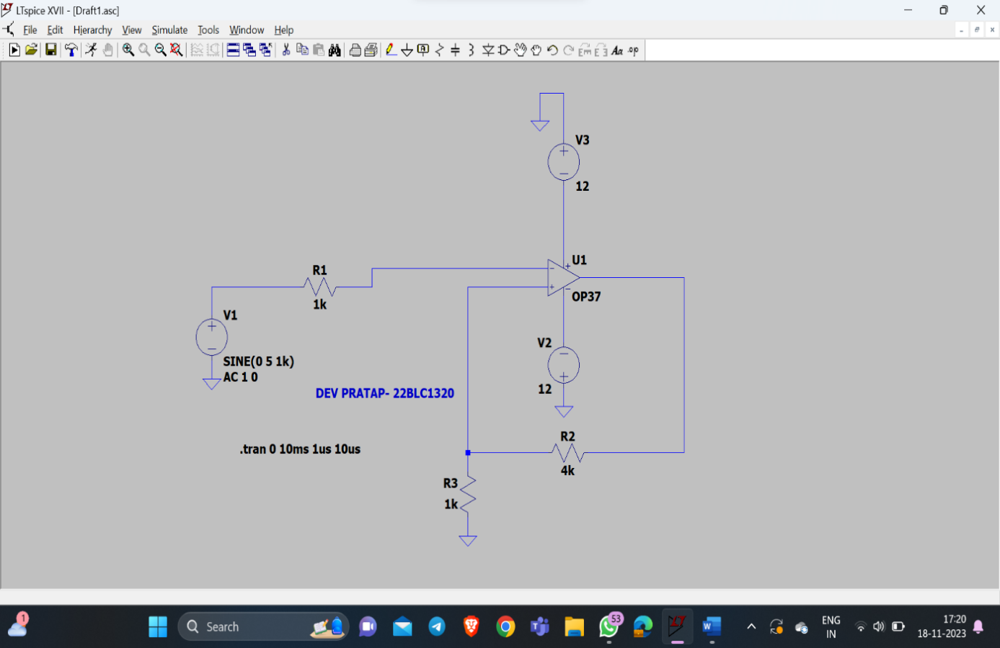 LTspice XVII - [Draft1.asc]
File Edit Hierarchy View Simulate Tools Window Help
V3
12
U1
OP37
R1
1k
V1
SINE(0 5 1k)
AC 1 0
V2
12
DEV PRATAP- 22BLC1320
.tran 0 10ms 1us 10us
R2
4k
R3
1k
1
Search
53
ENG
IN
17:20
18-11-2023